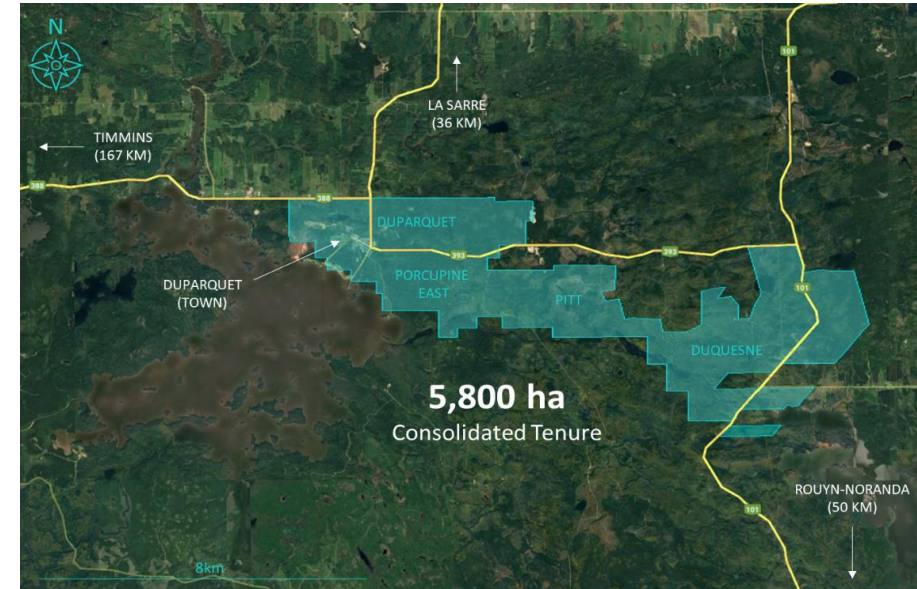 N
101
LA SARRE
(36 KM)
TIMMINS
(167 KM)
388
388
DUPARQUET
393
393
DUPARQUET
(TOWN)
PORCUPINE
EAST
PITT
101
DUQUESNE
5,800 ha
Consolidated Tenure
ROUYN-NORANDA
(50 KM)
101
8km